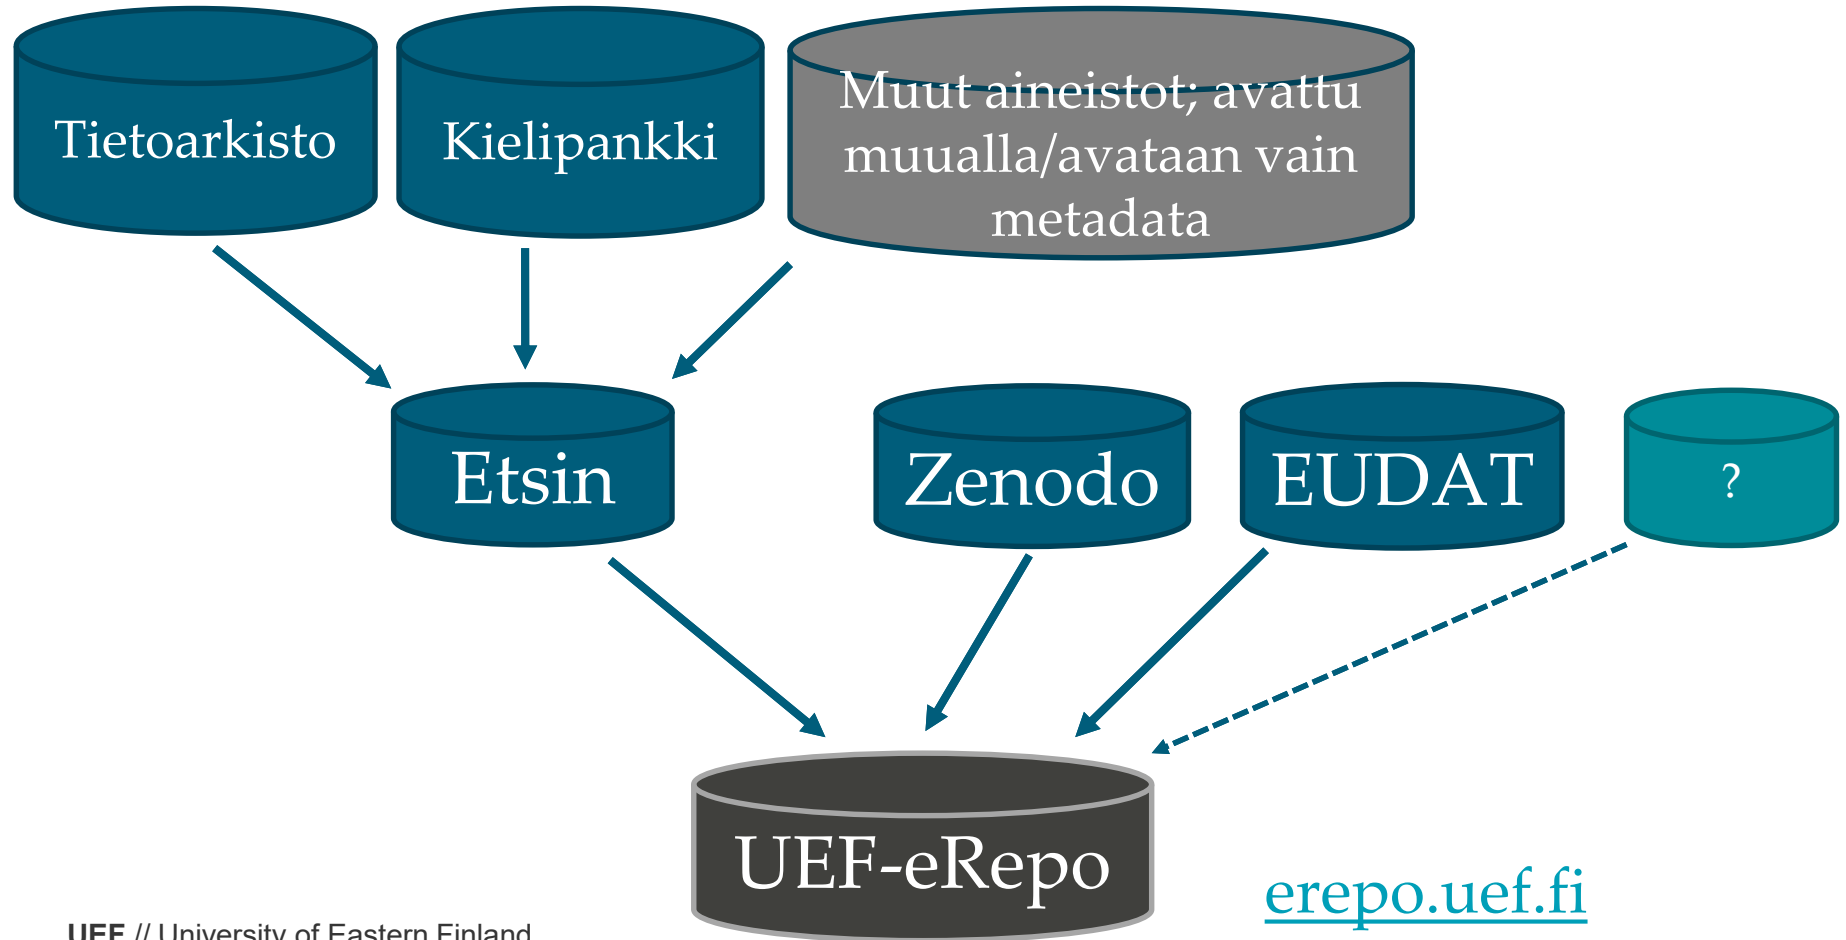 Tietoarkisto
Kielipankki
Muut aineistot; avattu
muualla/avataan vain
metadata
Etsin
Zenodo
EUDAT
?
UEF-eRepo
erepo.uef.fi
UEF // University of Eastern Finland